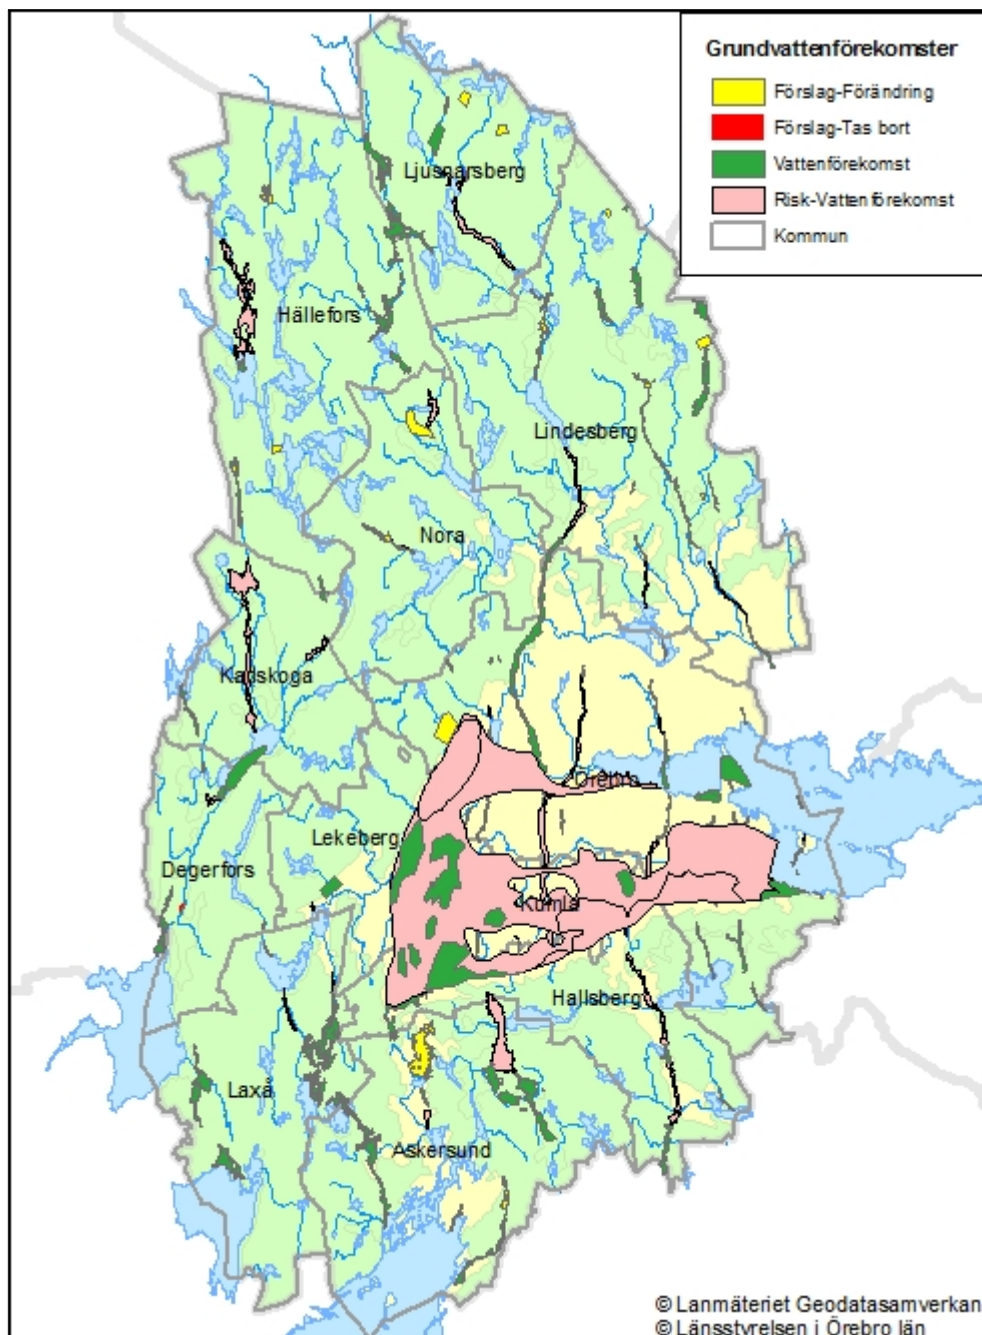 Grundvattenförekomster
Förslag-Förändring
Förslag-Tas bort
Vattenförekomst
Risk-Vattenförekomst
Kommun
Ljusnarsberg
Hällefors
Lindesberg
Nora
Karlskoga
Örebro
Lekeberg
Degerfors
Kumla
Hallsberg
Laxå
Askersund
© Lanmäteriet Geodatasamverkan
© Länsstyrelsen i Örebro län